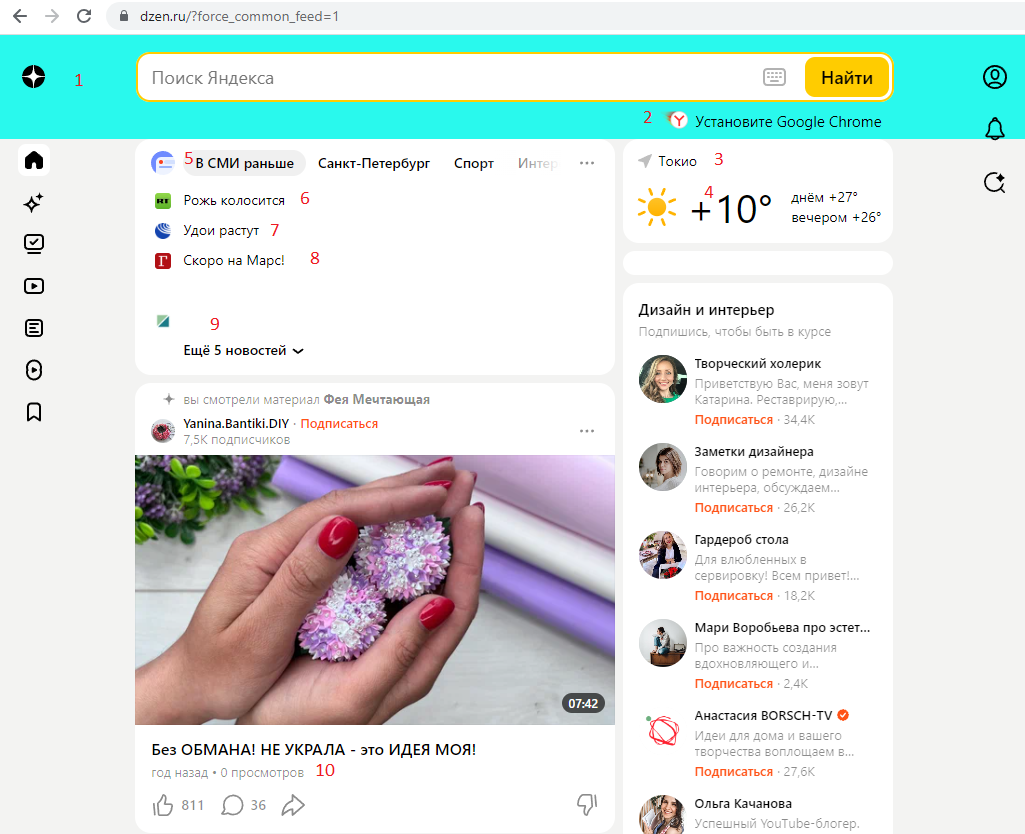 dzen.ru/?force_common_feed=1
1
Поиск Яндекса
Найти
2 Установите Google Chrome
5 В СМИ раньше Санкт-Петербург Спорт Интер
RT Рожь колосится 6
Удои растут 7
Г Скоро на Марс! 8
9
Ещё 5 новостей
Токио 3
4
+10°
днём +27°
вечером +26°
вы смотрели материал Фея Мечтающая
Yanina.Bantiki.DIY · Подписаться
7,5K подписчиков
07:42
Без ОБМАНА! НЕ УКРАЛА - это ИДЕЯ МОЯ!
год назад • 0 просмотров 10
811 36
Дизайн и интерьер
Подпишись, чтобы быть в курсе
Творческий холерик
Приветствую Вас, меня зовут
Катарина. Реставрирую,...
Подписаться · 34,4K
Заметки дизайнера
Говорим о ремонте, дизайне
интерьера, обсуждаем...
Подписаться · 26,2K
Гардероб стола
Для влюбленных в
сервировку! Всем привет!...
Подписаться · 18,2K
Мари Воробьева про эстет...
Про важность создания
вдохновляющего и...
Подписаться · 2,4K
Анастасия BORSCH-TV
Идеи для дома и вашего
творчества воплощаем в...
Подписаться · 27,6K
Ольга Качанова
Успешный YouTube-блогер.